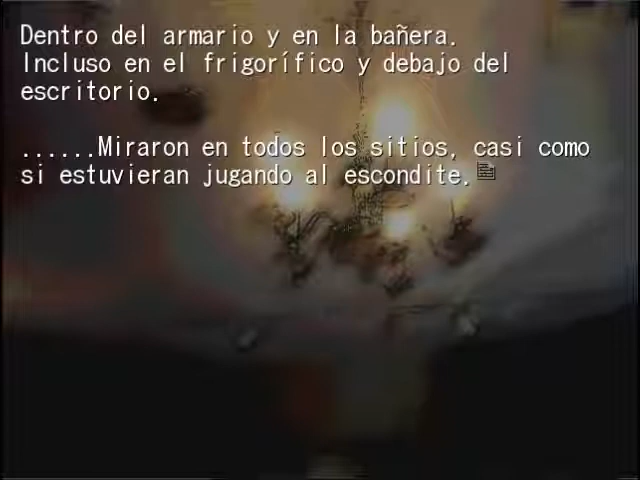 Dentro del armario y en la bañera.
Incluso en el frigorífico y debajo del
escritorio.
......Miraron en todos los sitios, casi como
si estuvieran jugando al escondite.